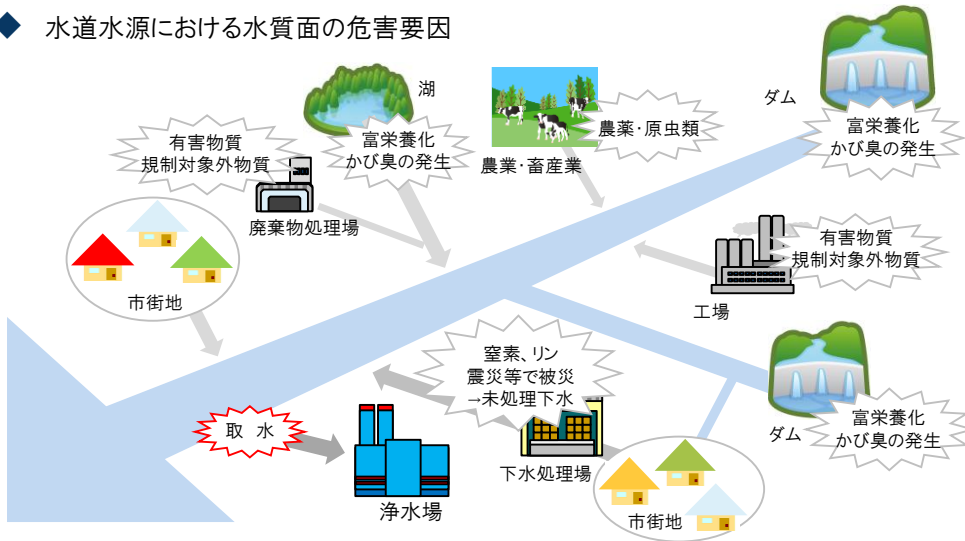 ◆ 水道水源における水質面の危害要因
湖
ダム
有害物質
規制対象外物質
富栄養化
かび臭の発生
農薬・原虫類
農業・畜産業
富栄養化
かび臭の発生
廃棄物処理場
有害物質
規制対象外物質
市街地
工場
窒素、リン
震災等で被災
→未処理下水
取 水
浄水場
下水処理場
市街地
ダム
富栄養化
かび臭の発生